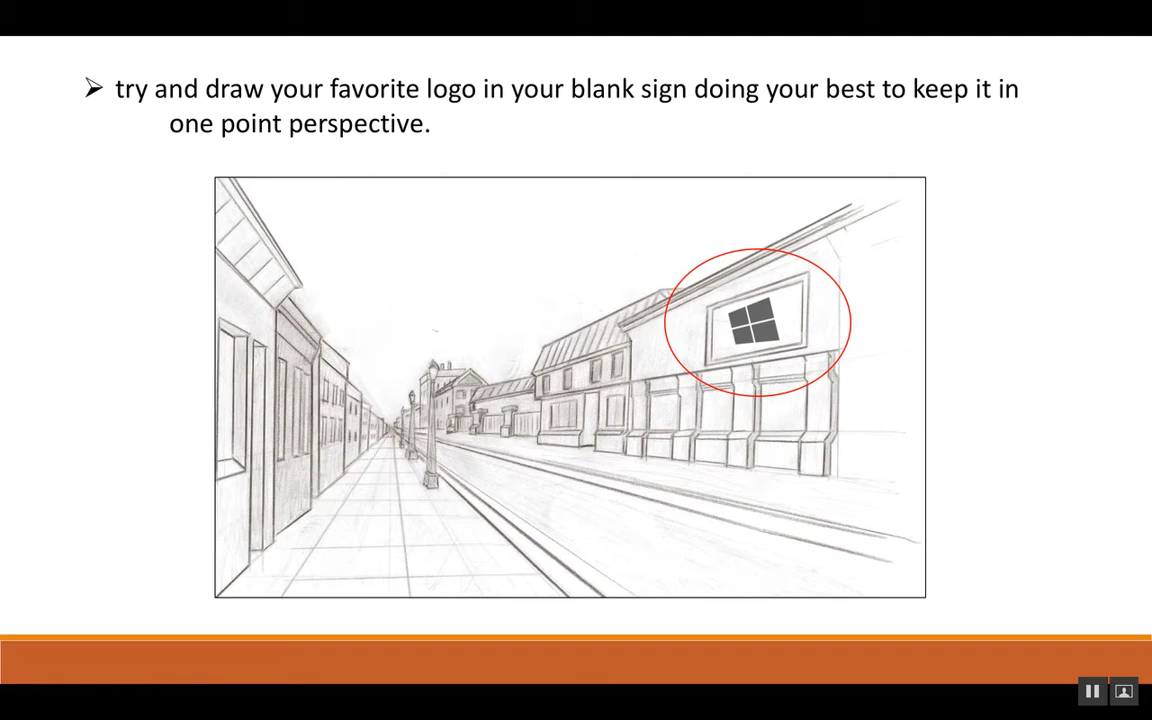 try and draw your favorite logo in your blank sign doing your best to keep it in
one point perspective.